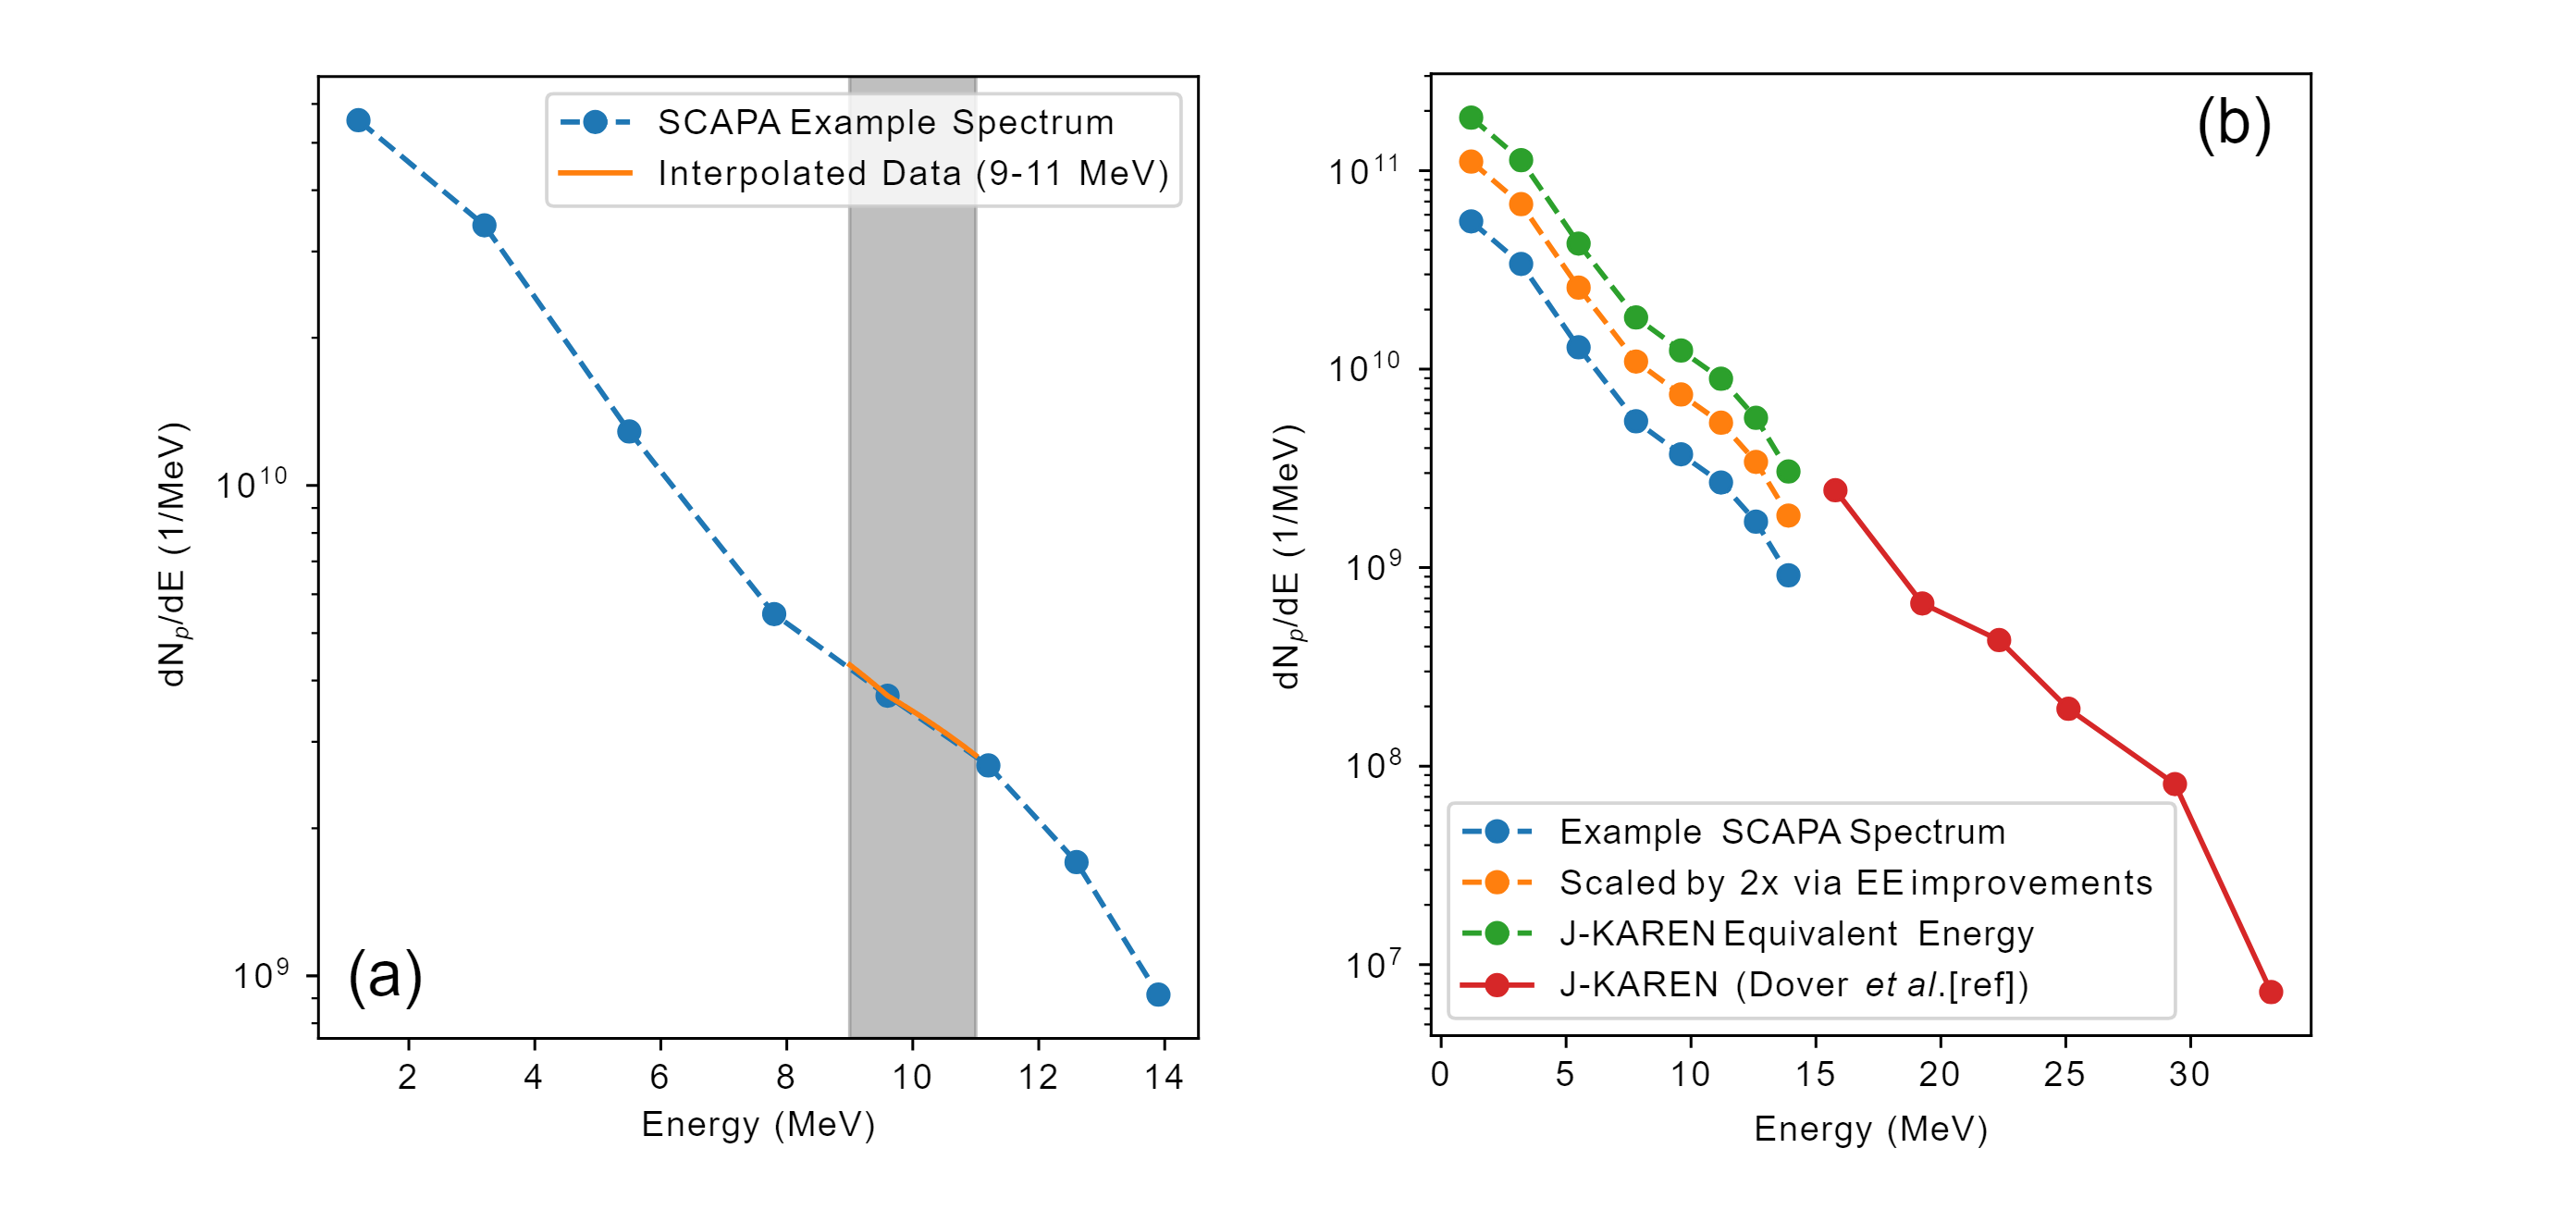 SCAPA Example Spectrum
Interpolated Data (9-11 MeV)
dN_p/dE (1/MeV)
10^10
10^9
(a)
2 4 6 8 10 12 14
Energy (MeV)
(b)
dN_p/dE (1/MeV)
10^11
10^10
10^9
10^8
10^7
Example SCAPA Spectrum
Scaled by 2x via EE improvements
J-KAREN Equivalent Energy
J-KAREN (Dover et al.[ref])
0 5 10 15 20 25 30
Energy (MeV)